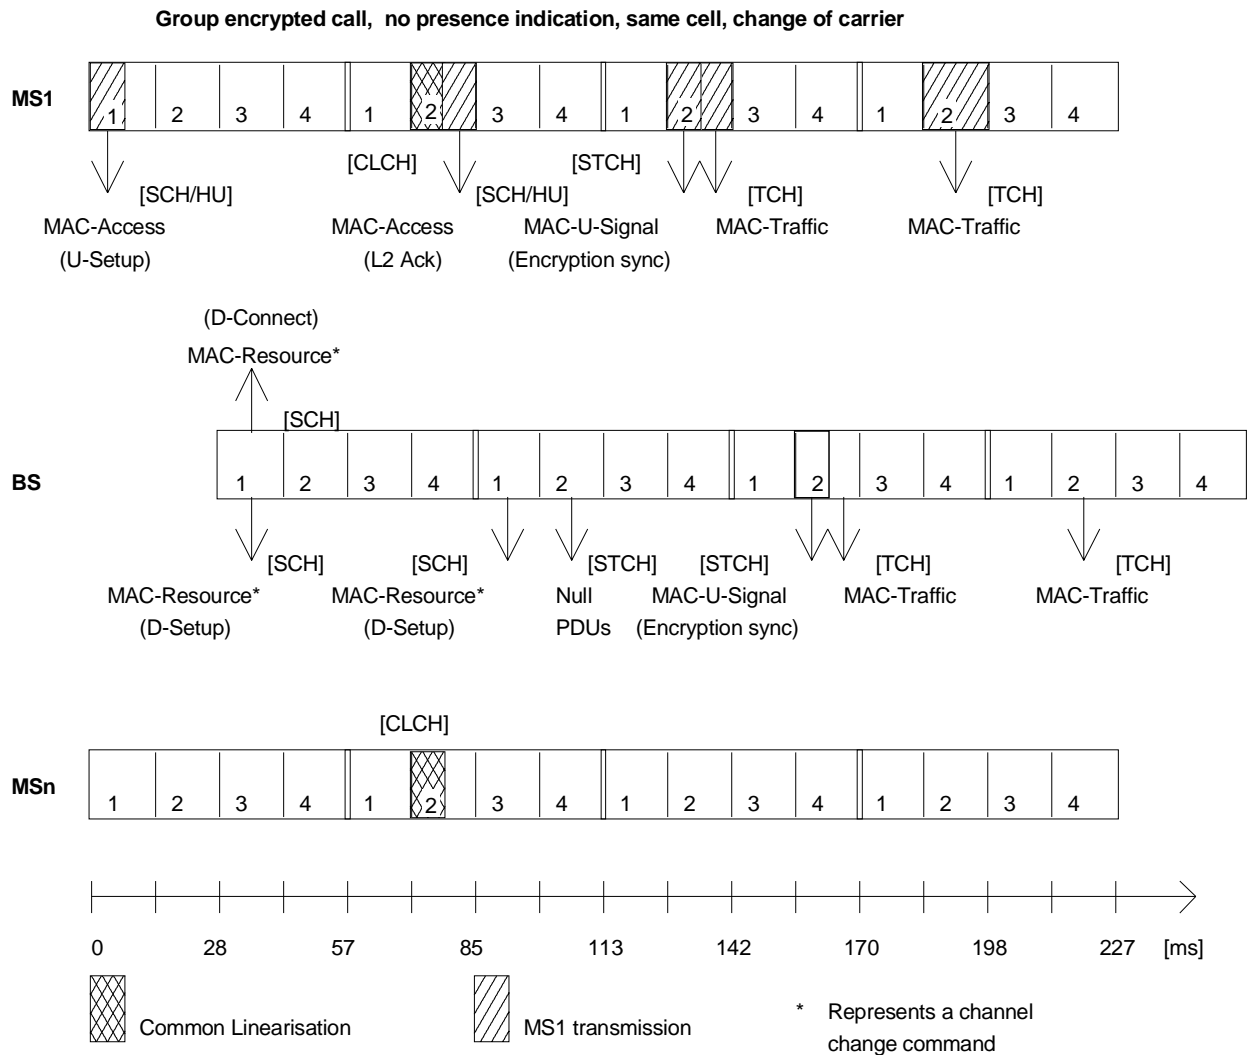 Group encrypted call, no presence indication, same cell, change of carrier
MS1
1 2 3 4 1 2 3 4 1 2 3 4 1 2 3 4
[CLCH] [STCH]
[SCH/HU] [SCH/HU] [TCH] [TCH]
MAC-Access MAC-Access MAC-U-Signal MAC-Traffic MAC-Traffic
(U-Setup) (L2 Ack) (Encryption sync)
(D-Connect)
MAC-Resource*
[SCH]
BS
1 2 3 4 1 2 3 4 1 2 3 4 1 2 3 4
[SCH] [SCH] [STCH] [STCH] [TCH] [TCH]
MAC-Resource* MAC-Resource* Null MAC-U-Signal MAC-Traffic MAC-Traffic
(D-Setup) (D-Setup) PDUs (Encryption sync)
[CLCH]
MSn
1 2 3 4 1 2 3 4 1 2 3 4 1 2 3 4
0 28 57 85 113 142 170 198 227 [ms]
Common Linearisation
MS1 transmission
* Represents a channel
change command